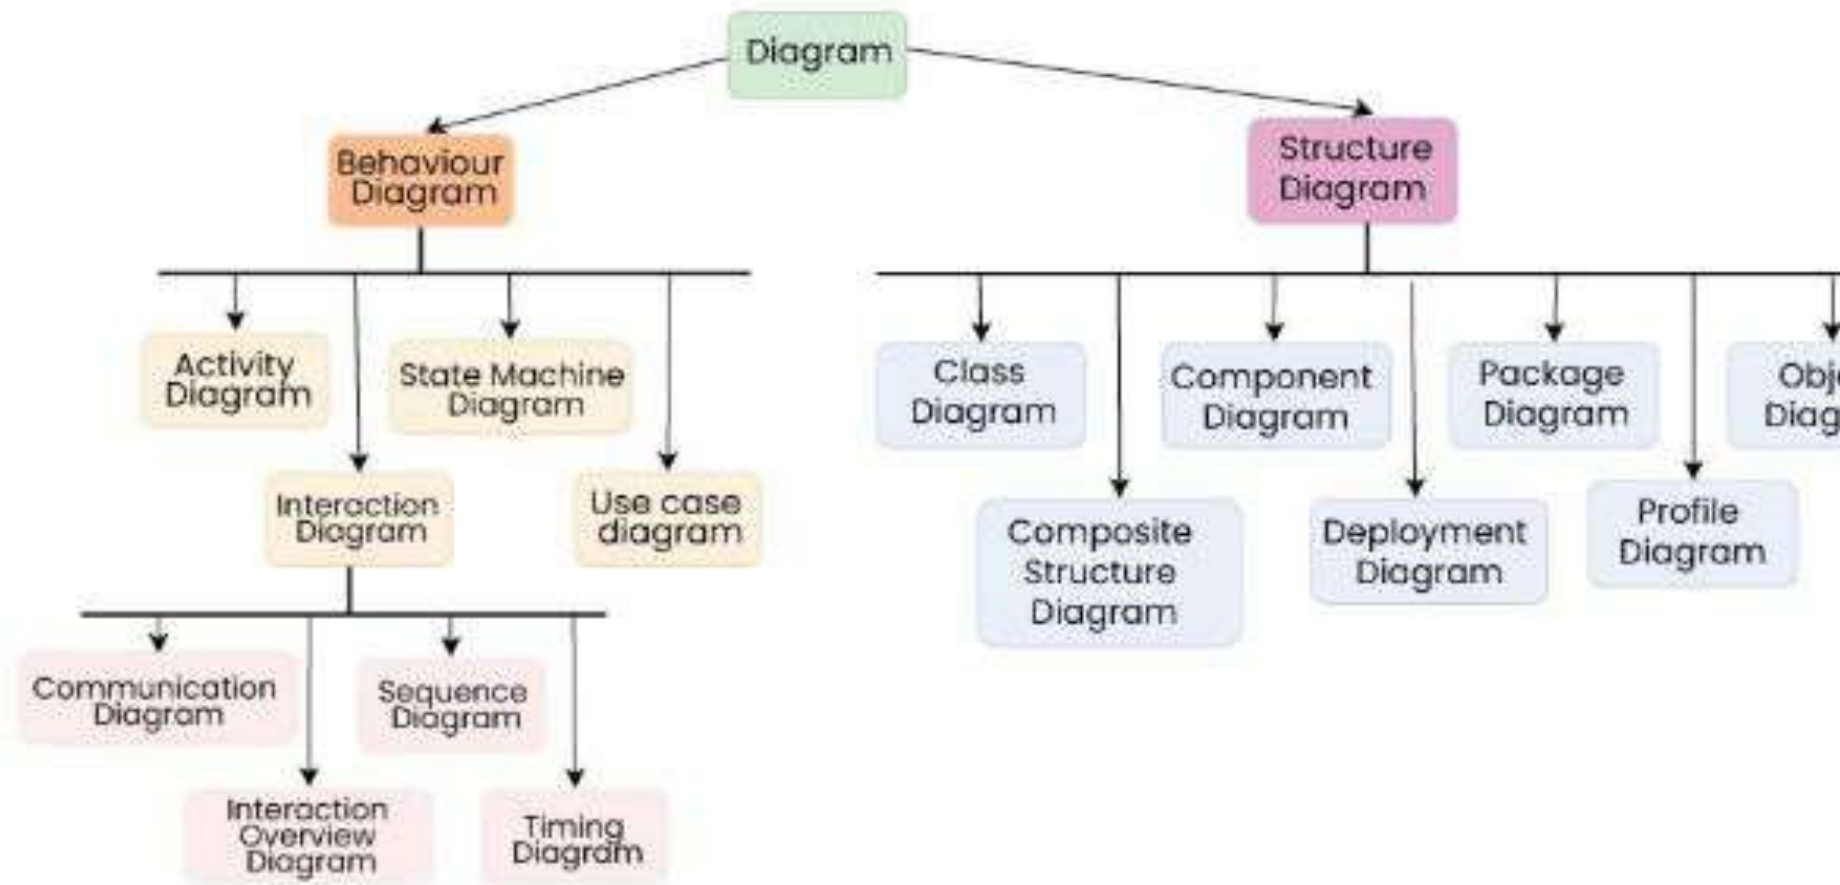 Diagram
Behaviour
Diagram
Structure
Diagram
Activity
Diagram
State Machine
Diagram
Interaction
Diagram
Use case
diagram
Class
Diagram
Component
Diagram
Package
Diagram
Composite
Structure
Diagram
Deployment
Diagram
Profile
Diagram
Communication
Diagram
Sequence
Diagram
Interaction
Overview
Diagram
Timing
Diagram